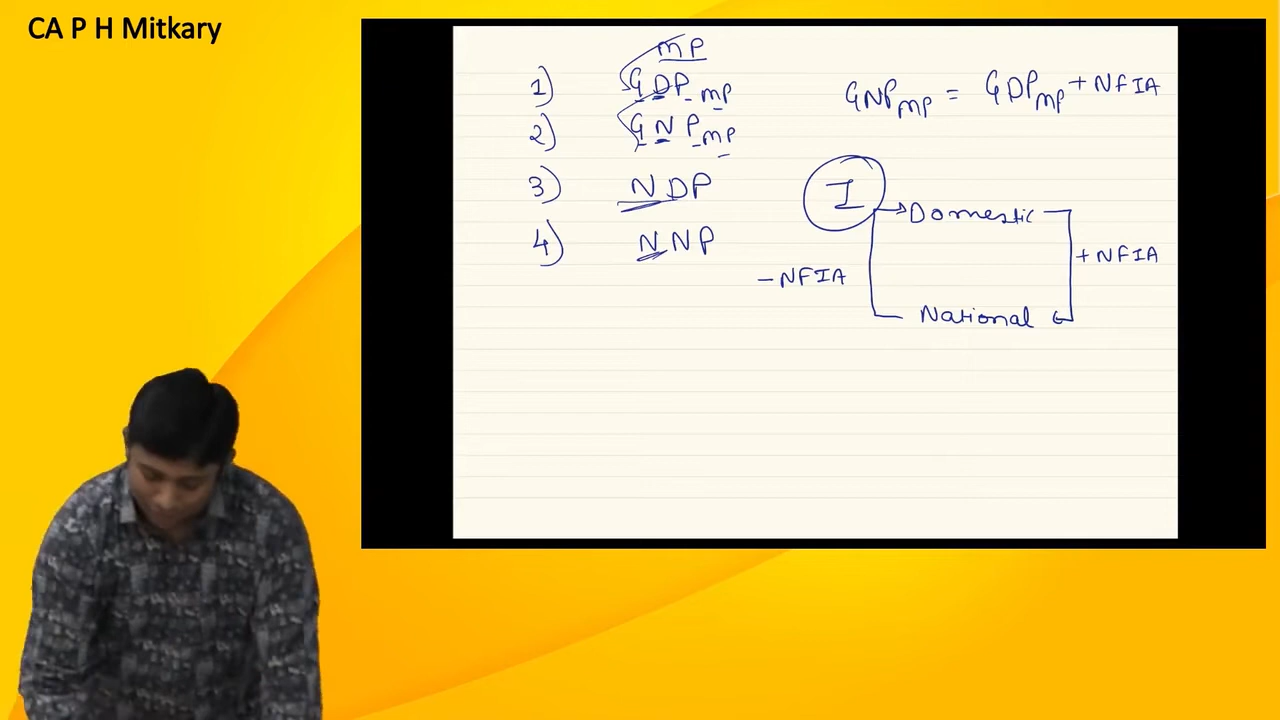 CA P H Mitkary
MP
1) GDP MP
2) GNP MP
3) NDP
4) NNP
GNP MP = GDP MP + NFIA
I
Domestic
+ NFIA
- NFIA
National